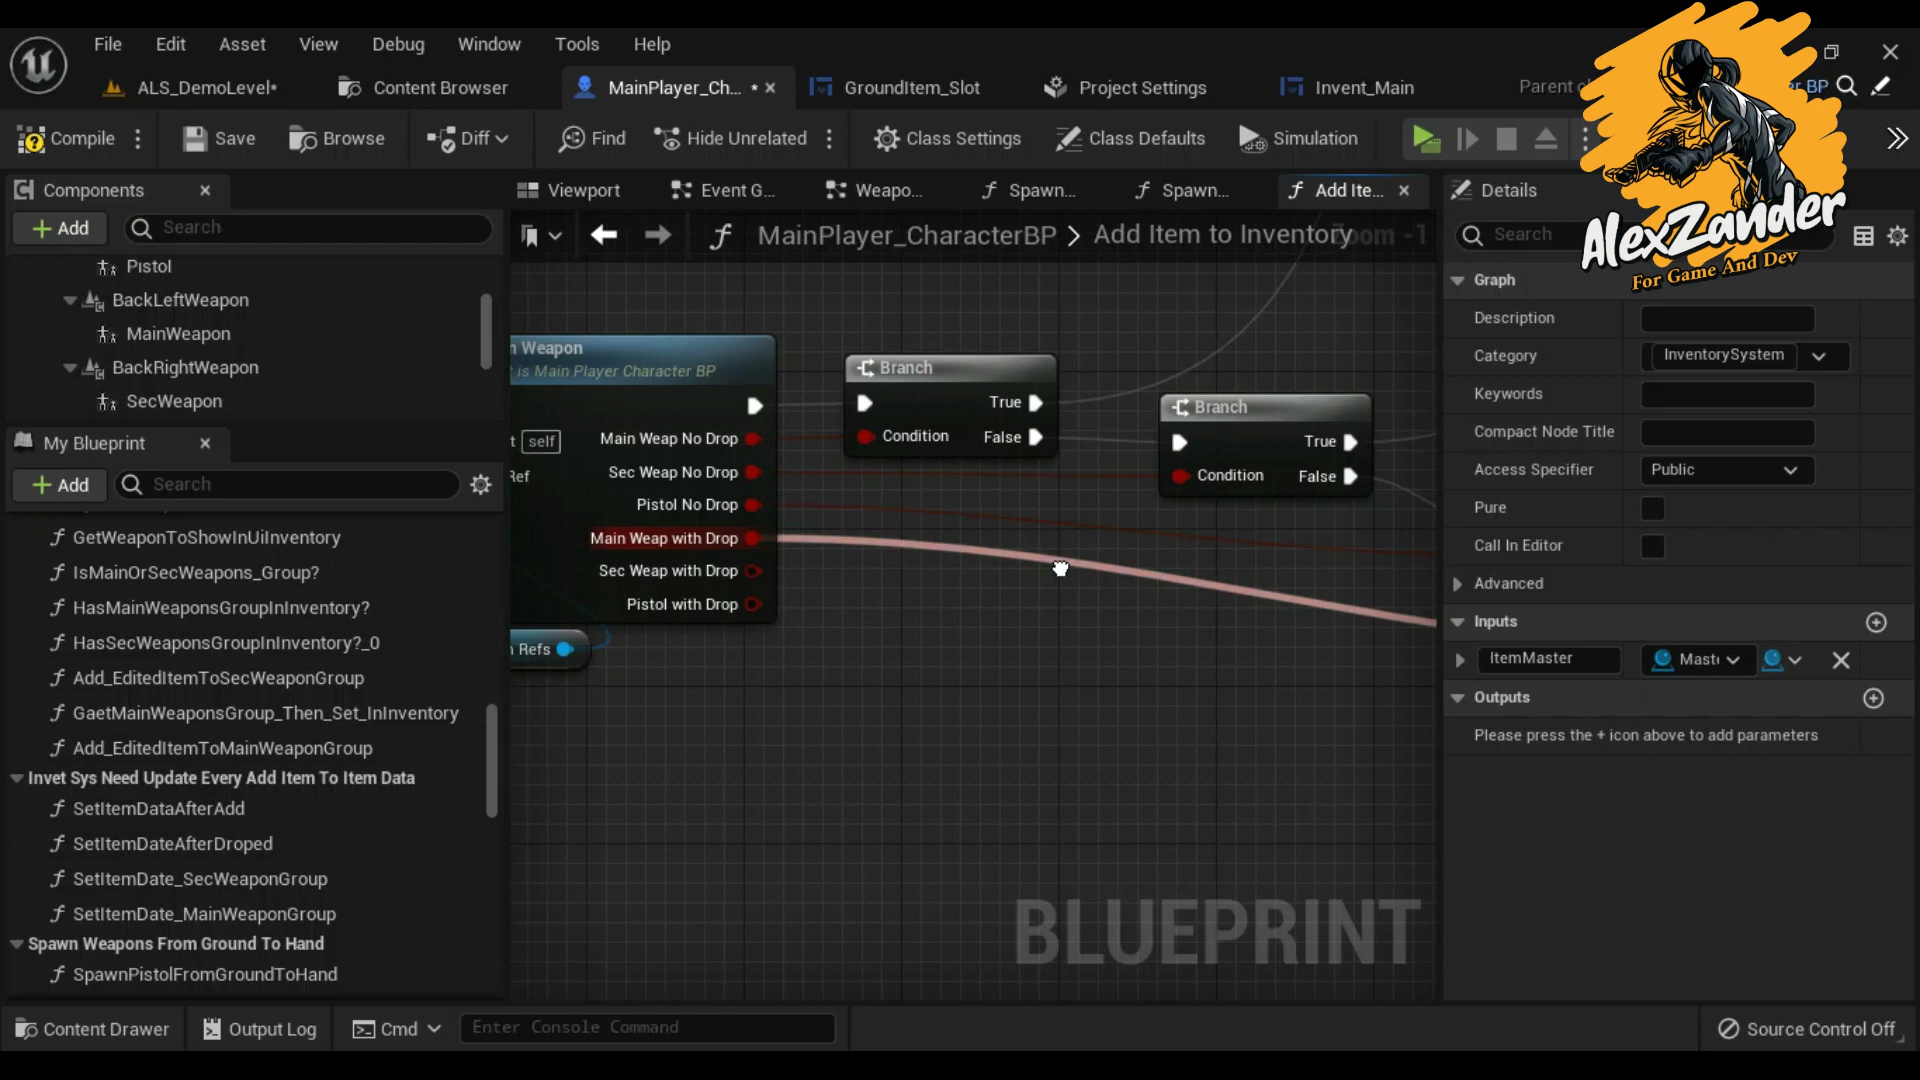 File Edit Asset View Debug Window Tools Help
ALS_DemoLevel* Content Browser MainPlayer_Ch... * GroundItem_Slot Project Settings Invent_Main Parent er BP
Compile Save Browse Diff Find Hide Unrelated Class Settings Class Defaults Simulation
AlexZander
For Game And Dev
Components
Add Search
Pistol
BackLeftWeapon
MainWeapon
BackRightWeapon
SecWeapon
My Blueprint
Add Search
GetWeaponToShowInUiInventory
IsMainOrSecWeapons_Group?
HasMainWeaponsGroupInInventory?
HasSecWeaponsGroupInInventory?_0
Add_EditedItemToSecWeaponGroup
GaetMainWeaponsGroup_Then_Set_InInventory
Add_EditedItemToMainWeaponGroup
Invet Sys Need Update Every Add Item To Item Data
SetItemDataAfterAdd
SetItemDateAfterDroped
SetItemDate_SecWeaponGroup
SetItemDate_MainWeaponGroup
Spawn Weapons From Ground To Hand
SpawnPistolFromGroundToHand
Viewport Event G... Weapo... Spawn... Spawn... Add Ite...
MainPlayer_CharacterBP > Add Item to Inventory Zoom -1
n Weapon
t is Main Player Character BP
t self
Ref
Main Weap No Drop
Sec Weap No Drop
Pistol No Drop
Main Weap with Drop
Sec Weap with Drop
Pistol with Drop
n Refs
Branch
True
Condition False
Branch
True
Condition False
BLUEPRINT
Details
Search
Graph
Description
Category InventorySystem
Keywords
Compact Node Title
Access Specifier Public
Pure
Call In Editor
Advanced
Inputs
ItemMaster Mast
Outputs
Please press the + icon above to add parameters
Content Drawer Output Log Cmd Enter Console Command Source Control Off